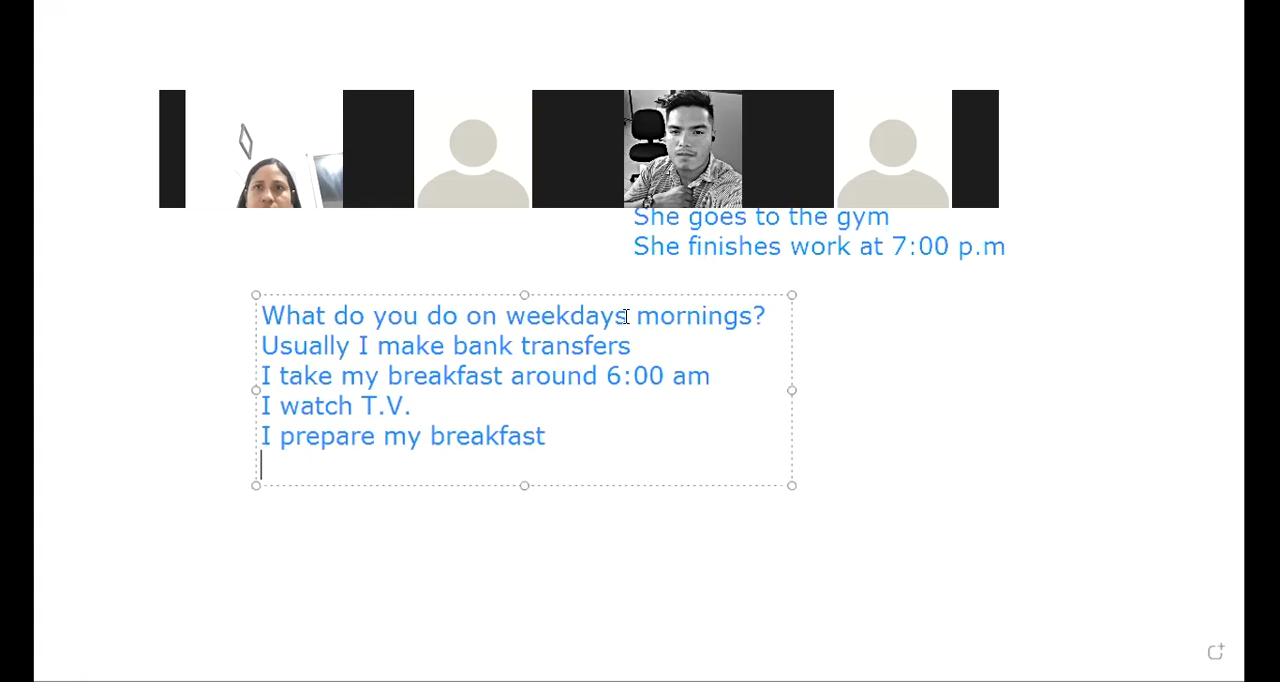 She goes to the gym
She finishes work at 7:00 p.m
What do you do on weekdays mornings?
Usually I make bank transfers
I take my breakfast around 6:00 am
I watch T.V.
I prepare my breakfast